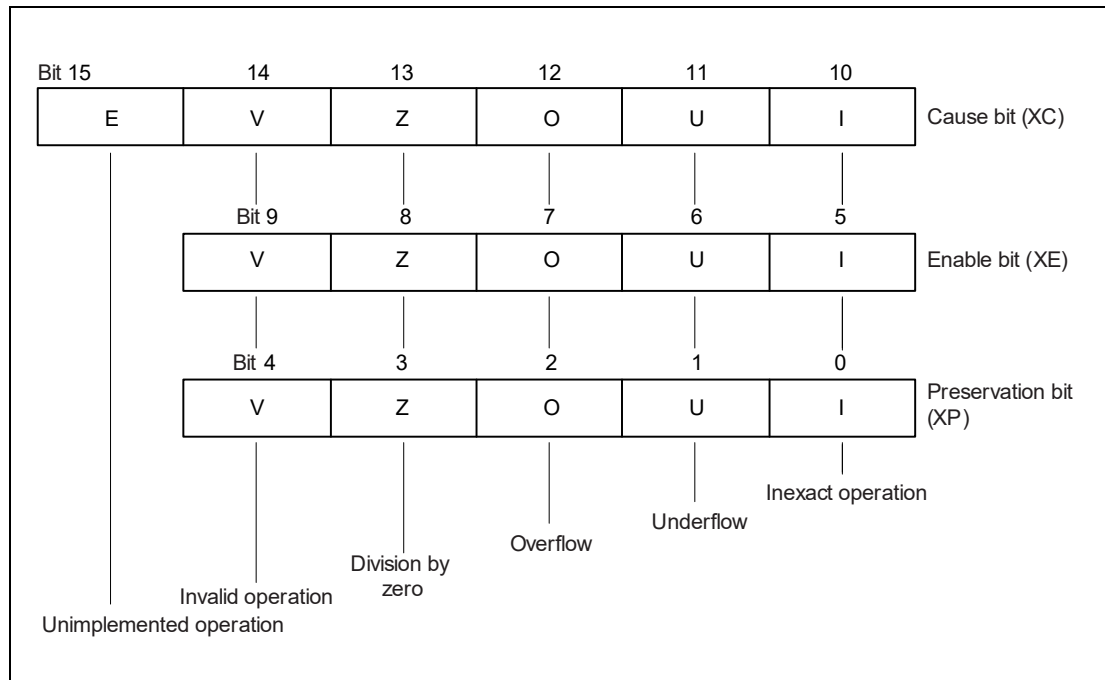 Bit 15 14 13 12 11 10
E V Z O U I
Cause bit (XC)
Bit 9 8 7 6 5
V Z O U I
Enable bit (XE)
Bit 4 3 2 1 0
V Z O U I
Preservation bit
(XP)
Inexact operation
Underflow
Overflow
Division by
zero
Invalid operation
Unimplemented operation